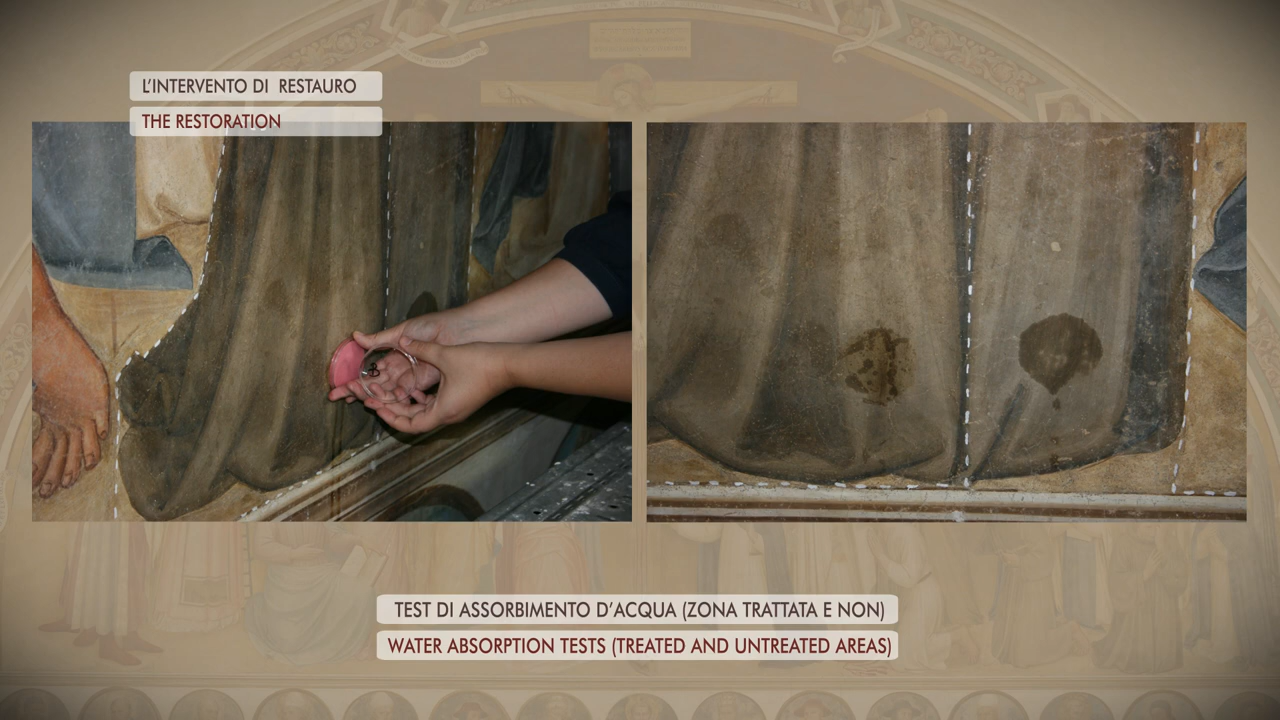 L'INTERVENTO DI RESTAURO
THE RESTORATION
TEST DI ASSORBIMENTO D'ACQUA (ZONA TRATTATA E NON)
WATER ABSORPTION TESTS (TREATED AND UNTREATED AREAS)